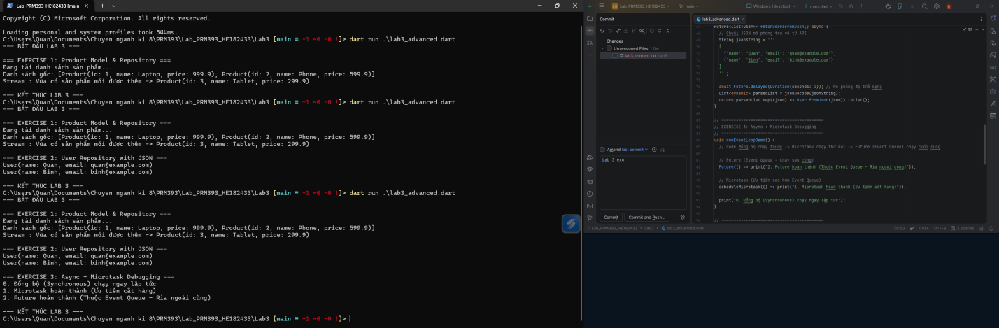 Lab_PRM393_HE182433 [main
Copyright (C) Microsoft Corporation. All rights reserved.
Loading personal and system profiles took 544ms.
C:\Users\Quan\Documents\Chuyen nganh ki 8\PRM393\Lab_PRM393_HE182433\Lab3 [main ≡ +1 ~0 -0 !]> dart run .\lab3_advanced.dart
--- BẮT ĐẦU LAB 3 ---
=== EXERCISE 1: Product Model & Repository ===
Đang tải danh sách sản phẩm...
Danh sách gốc: [Product(id: 1, name: Laptop, price: 999.9), Product(id: 2, name: Phone, price: 599.9)]
Stream : Vừa có sản phẩm mới được thêm -> Product(id: 3, name: Tablet, price: 299.9)
--- KẾT THÚC LAB 3 ---
C:\Users\Quan\Documents\Chuyen nganh ki 8\PRM393\Lab_PRM393_HE182433\Lab3 [main ≡ +1 ~0 -0 !]> dart run .\lab3_advanced.dart
--- BẮT ĐẦU LAB 3 ---
=== EXERCISE 1: Product Model & Repository ===
Đang tải danh sách sản phẩm...
Danh sách gốc: [Product(id: 1, name: Laptop, price: 999.9), Product(id: 2, name: Phone, price: 599.9)]
Stream : Vừa có sản phẩm mới được thêm -> Product(id: 3, name: Tablet, price: 299.9)
=== EXERCISE 2: User Repository with JSON ===
User(name: Quan, email: quan@example.com)
User(name: Binh, email: binh@example.com)
--- KẾT THÚC LAB 3 ---
C:\Users\Quan\Documents\Chuyen nganh ki 8\PRM393\Lab_PRM393_HE182433\Lab3 [main ≡ +1 ~0 -0 !]> dart run .\lab3_advanced.dart
--- BẮT ĐẦU LAB 3 ---
=== EXERCISE 1: Product Model & Repository ===
Đang tải danh sách sản phẩm...
Danh sách gốc: [Product(id: 1, name: Laptop, price: 999.9), Product(id: 2, name: Phone, price: 599.9)]
Stream : Vừa có sản phẩm mới được thêm -> Product(id: 3, name: Tablet, price: 299.9)
=== EXERCISE 2: User Repository with JSON ===
User(name: Quan, email: quan@example.com)
User(name: Binh, email: binh@example.com)
=== EXERCISE 3: Async + Microtask Debugging ===
0. Đồng bộ (Synchronous) chạy ngay lập tức
1. Microtask hoàn thành (Ưu tiên cắt hàng)
2. Future hoàn thành (Thuộc Event Queue - Rìa ngoài cùng)
--- KẾT THÚC LAB 3 ---
C:\Users\Quan\Documents\Chuyen nganh ki 8\PRM393\Lab_PRM393_HE182433\Lab3 [main ≡ +1 ~0 -0 !]>
LH Lab_PRM393_HE182433 main Windows (desktop) main.dart
Commit
Changes
Unversioned Files 1 file
lab3_content.txt Lab3
Amend last commit
Lab 3 ex4
Commit
Commit and Push...
lab3_advanced.dart
33
Future<List<User>> fetchUsersFromJson() async {
// Chuỗi JSON mô phỏng trả về từ API
String jsonString = '''
[
{"name": "Quan", "email": "quan@example.com"},
{"name": "Binh", "email": "binh@example.com"}
]
''';
await Future.delayed(Duration(seconds: 1)); // Mô phỏng độ trễ mạng
List<dynamic> parsedList = jsonDecode(jsonString);
return parsedList.map((json) => User.fromJson(json)).toList();
}
// ========================================
// EXERCISE 3: Async + Microtask Debugging
// ========================================
void runEventLoopDemo() {
// Code đồng bộ chạy trước -> Microtask chạy thứ hai -> Future (Event Queue) chạy cuối cùng.
// Future (Event Queue - Chạy sau cùng)
Future(() => print("2. Future hoàn thành (Thuộc Event Queue - Rìa ngoài cùng)"));
// Microtask (Ưu tiên cao hơn Event Queue)
scheduleMicrotask(() => print("1. Microtask hoàn thành (Ưu tiên cắt hàng)"));
print("0. Đồng bộ (Synchronous) chạy ngay lập tức");
}
// ========================================
Lab_PRM393_HE182433 > Lab3 > lab3_advanced.dart
129:53 CRLF UTF-8 2 spaces